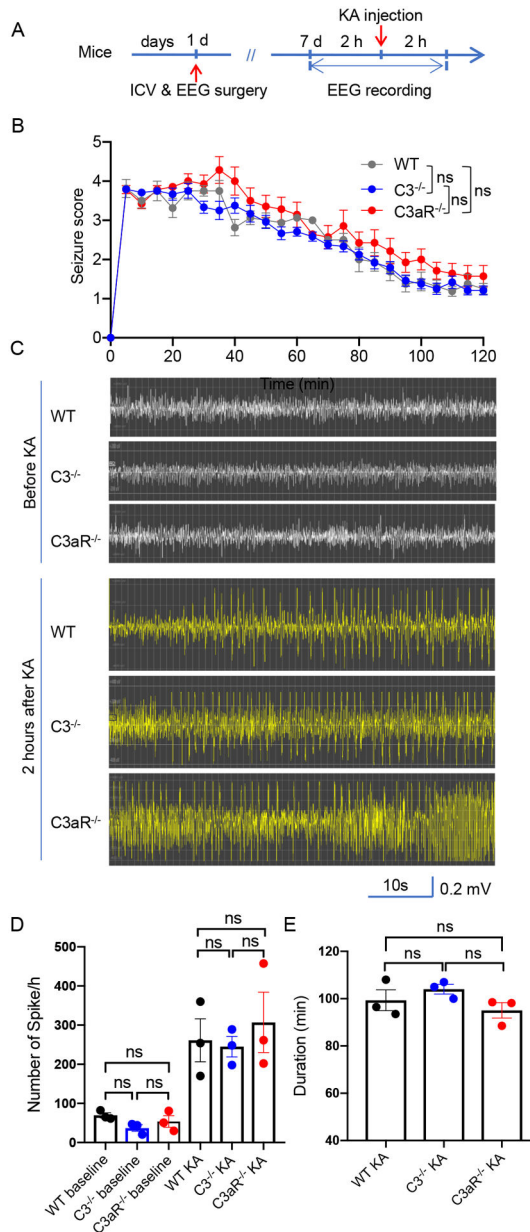 A
KA injection
Mice
days
1 d
//
7 d
2 h
2 h
ICV & EEG surgery
EEG recording
B
Seizure score
5
4
3
2
1
0
WT
C3-/-
C3aR-/-
ns
ns
ns
0 20 40 60 80 100 120
Time (min)
C
Before KA
WT
C3-/-
C3aR-/-
2 hours after KA
WT
C3-/-
C3aR-/-
10s
0.2 mV
D
Number of Spike/h
500
400
300
200
100
0
ns
ns ns
ns
ns ns
WT baseline
C3-/- baseline
C3aR-/- baseline
WT KA
C3-/- KA
C3aR-/- KA
E
Duration (min)
120
100
80
60
40
ns
ns ns
WT KA
C3-/- KA
C3aR-/- KA